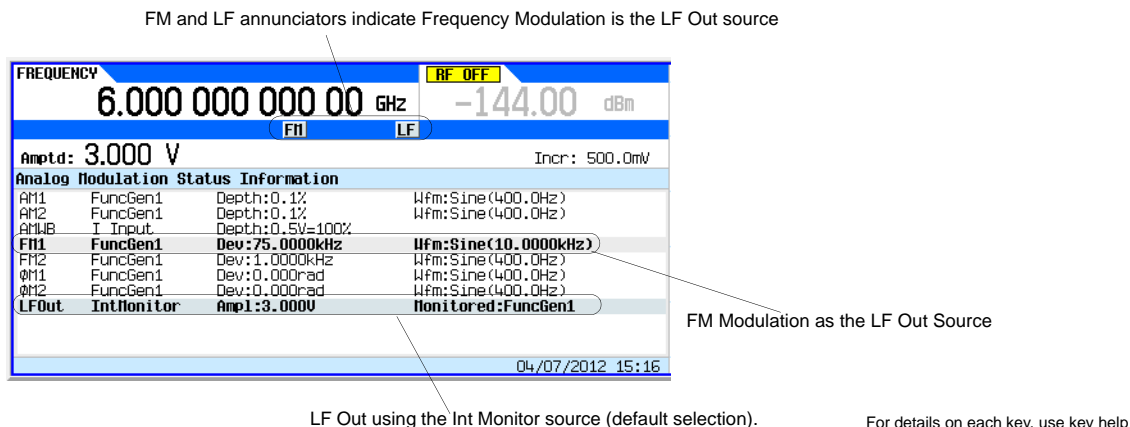 FM and LF annunciators indicate Frequency Modulation is the LF Out source
FREQUENCY RF OFF
6.000 000 000 00 GHz -144.00 dBm
FM LF
Amptd: 3.000 V Incr: 500.0mV
Analog Modulation Status Information
AM1 FuncGen1 Depth:0.1% Wfm:Sine(400.0Hz)
AM2 FuncGen1 Depth:0.1% Wfm:Sine(400.0Hz)
AMWB I Input Depth:0.5V=100%
FM1 FuncGen1 Dev:75.0000kHz Wfm:Sine(10.0000kHz)
FM2 FuncGen1 Dev:1.0000kHz Wfm:Sine(400.0Hz)
ΦM1 FuncGen1 Dev:0.000rad Wfm:Sine(400.0Hz)
ΦM2 FuncGen1 Dev:0.000rad Wfm:Sine(400.0Hz)
LFOut IntMonitor Ampl:3.000V Monitored:FuncGen1
FM Modulation as the LF Out Source
04/07/2012 15:16
LF Out using the Int Monitor source (default selection).
For details on each key, use key help